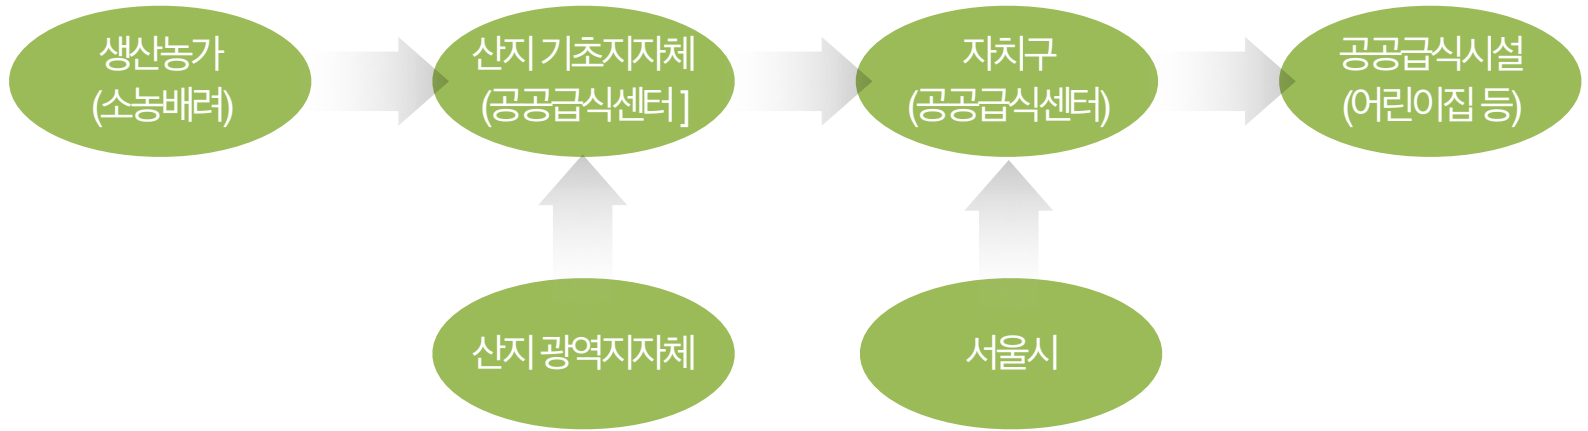 생산농가
(소농배려)
산지 기초지자체
(공공급식센터 ]
자치구
(공공급식센터)
공공급식시설
(어린이집 등)
산지 광역지자체
서울시